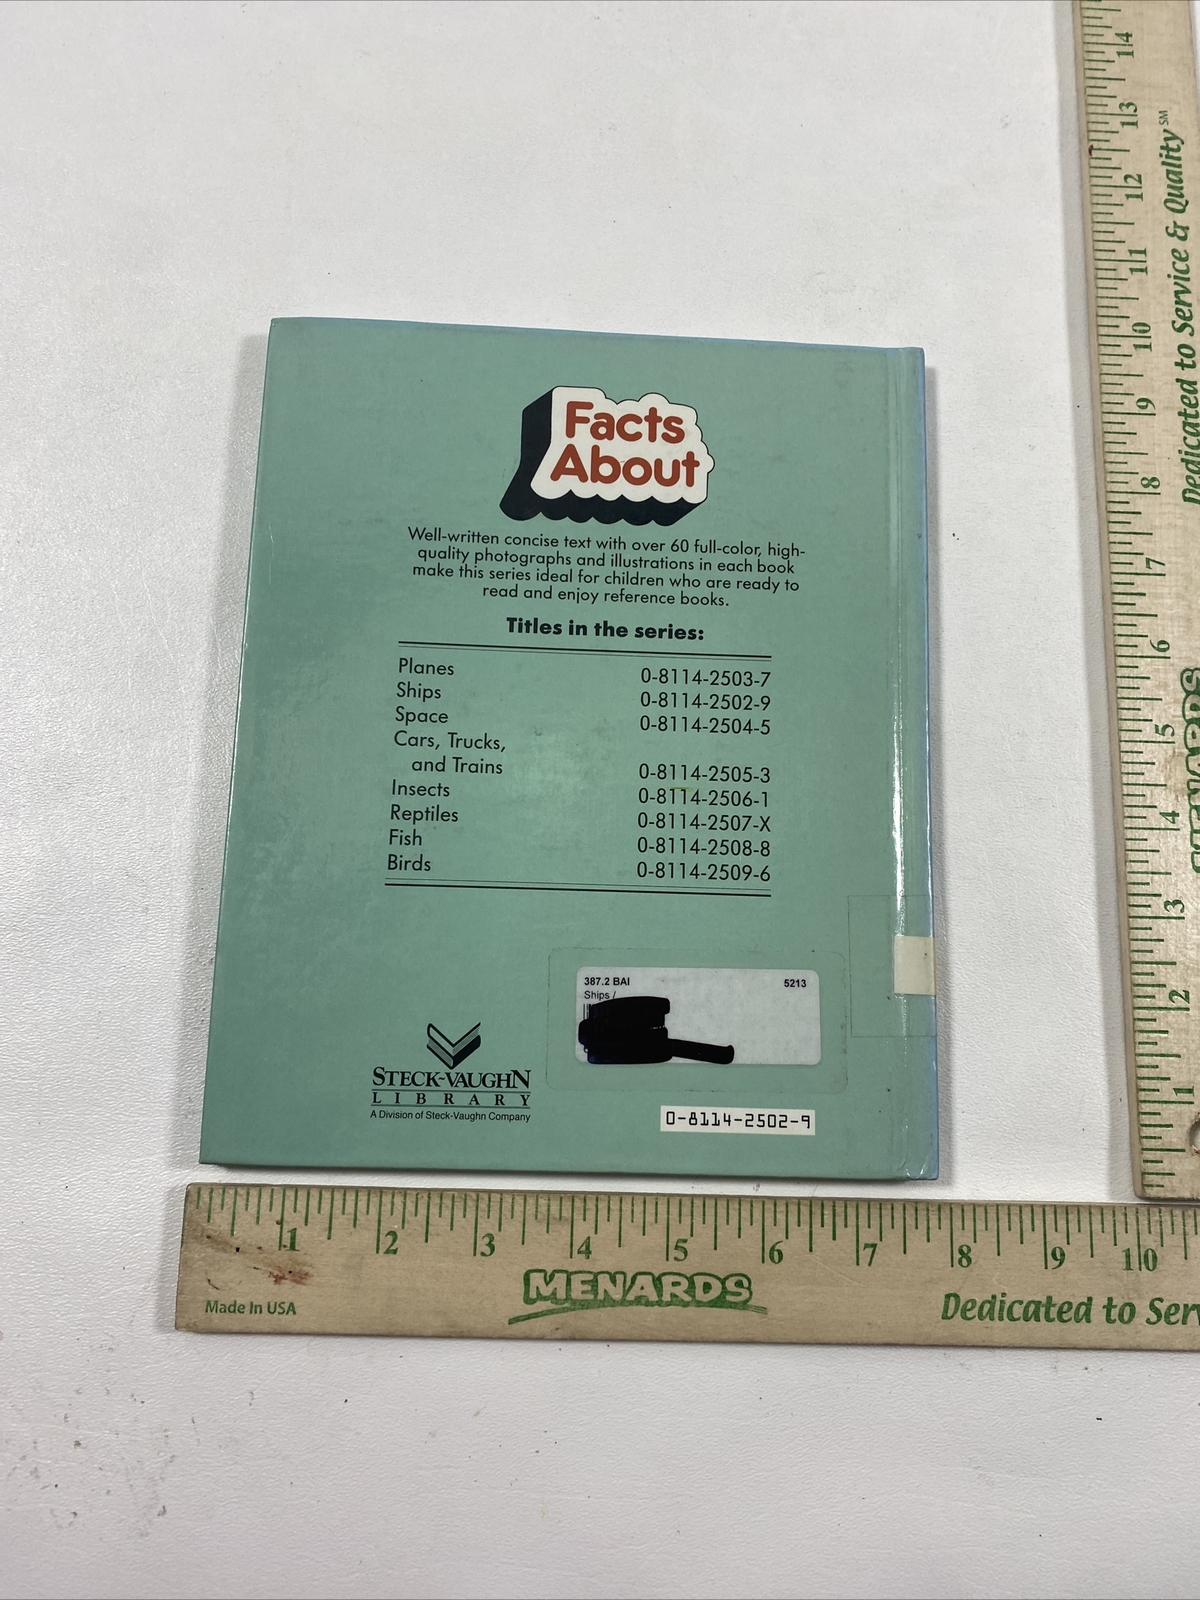 Facts
About
Well-written concise text with over 60 full-color, high-
quality photographs and illustrations in each book
make this series ideal for children who are ready to
read and enjoy reference books.
Titles in the series:
Planes 0-8114-2503-7
Ships 0-8114-2502-9
Space 0-8114-2504-5
Cars, Trucks,
and Trains 0-8114-2505-3
Insects 0-8114-2506-1
Reptiles 0-8114-2507-X
Fish 0-8114-2508-8
Birds 0-8114-2509-6
387.2 BAI 5213
Ships /
STECK-VAUGHN
LIBRARY
A Division of Steck-Vaughn Company
0-8114-2502-9
1 2 3 4 5 6 7 8 9 10
Made In USA
MENARDS
Dedicated to Serv
14
13
12
11
10
9
8
7
6
5
4
3
2
1
Dedicated to Service & Quality℠
MENARDS